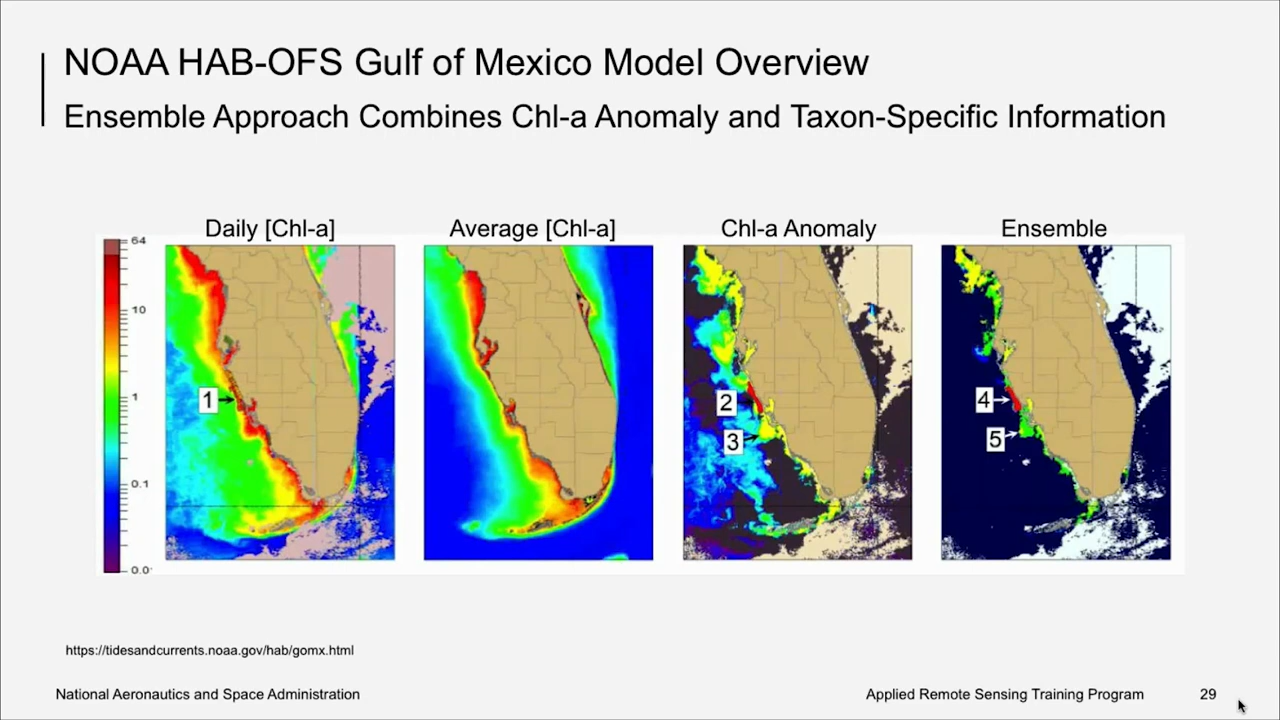 NOAA HAB-OFS Gulf of Mexico Model Overview
Ensemble Approach Combines Chl-a Anomaly and Taxon-Specific Information
Daily [Chl-a]
Average [Chl-a]
Chl-a Anomaly
Ensemble
64
10
1
0.1
0.0
1
2
3
4
5
https://tidesandcurrents.noaa.gov/hab/gomx.html
National Aeronautics and Space Administration
Applied Remote Sensing Training Program
29